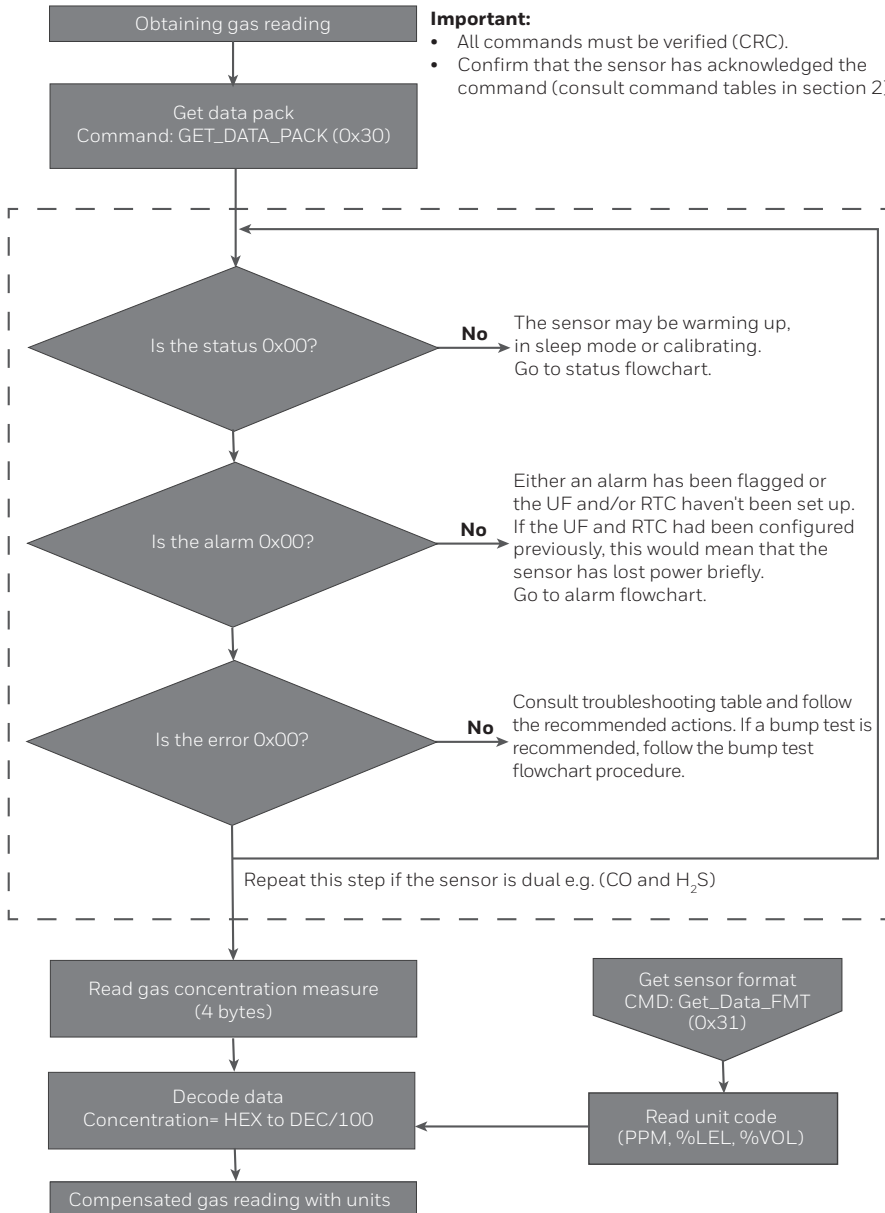 Obtaining gas reading
Important:
• All commands must be verified (CRC).
• Confirm that the sensor has acknowledged the
command (consult command tables in section 2)
Get data pack
Command: GET_DATA_PACK (0x30)
Is the status 0x00?
No
The sensor may be warming up,
in sleep mode or calibrating.
Go to status flowchart.
Is the alarm 0x00?
No
Either an alarm has been flagged or
the UF and/or RTC haven't been set up.
If the UF and RTC had been configured
previously, this would mean that the
sensor has lost power briefly.
Go to alarm flowchart.
Is the error 0x00?
No
Consult troubleshooting table and follow
the recommended actions. If a bump test is
recommended, follow the bump test
flowchart procedure.
Repeat this step if the sensor is dual e.g. (CO and H₂S)
Read gas concentration measure
(4 bytes)
Get sensor format
CMD: Get_Data_FMT
(0x31)
Decode data
Concentration= HEX to DEC/100
Read unit code
(PPM, %LEL, %VOL)
Compensated gas reading with units